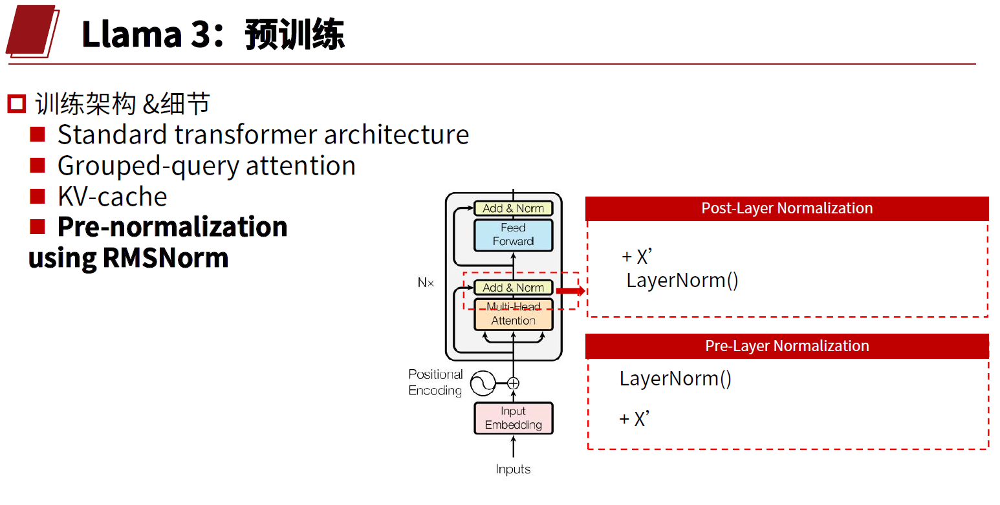 Llama 3：预训练
训练架构 &细节
Standard transformer architecture
Grouped-query attention
KV-cache
Pre-normalization
using RMSNorm
Add & Norm
Feed
Forward
N×
Add & Norm
Multi-Head
Attention
Positional
Encoding
Input
Embedding
Inputs
Post-Layer Normalization
+ X’
LayerNorm()
Pre-Layer Normalization
LayerNorm()
+ X’